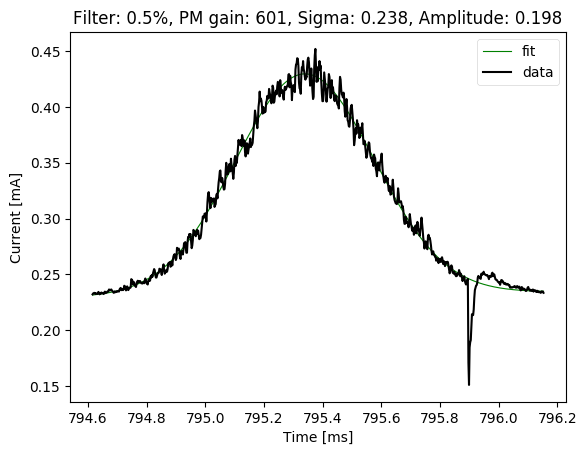 Filter: 0.5%, PM gain: 601, Sigma: 0.238, Amplitude: 0.198
fit
data
Current [mA]
0.45
0.40
0.35
0.30
0.25
0.20
0.15
794.6 794.8 795.0 795.2 795.4 795.6 795.8 796.0 796.2
Time [ms]